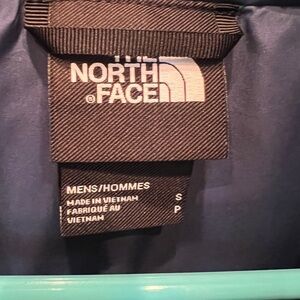 THE
NORTH
®FACE
MENS/HOMMES
MADE IN VIETNAM S
FABRIQUÉ AU P
VIETNAM